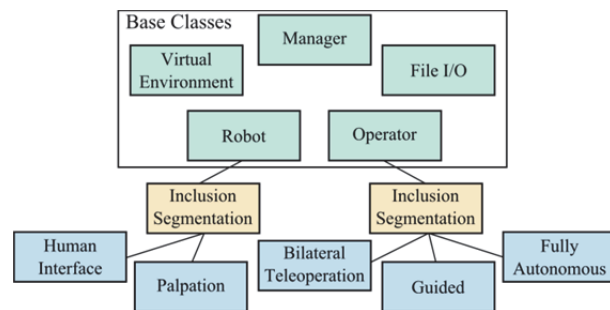 Base Classes
Manager
Virtual
Environment
File I/O
Robot
Operator
Inclusion
Segmentation
Inclusion
Segmentation
Human
Interface
Palpation
Bilateral
Teleoperation
Guided
Fully
Autonomous